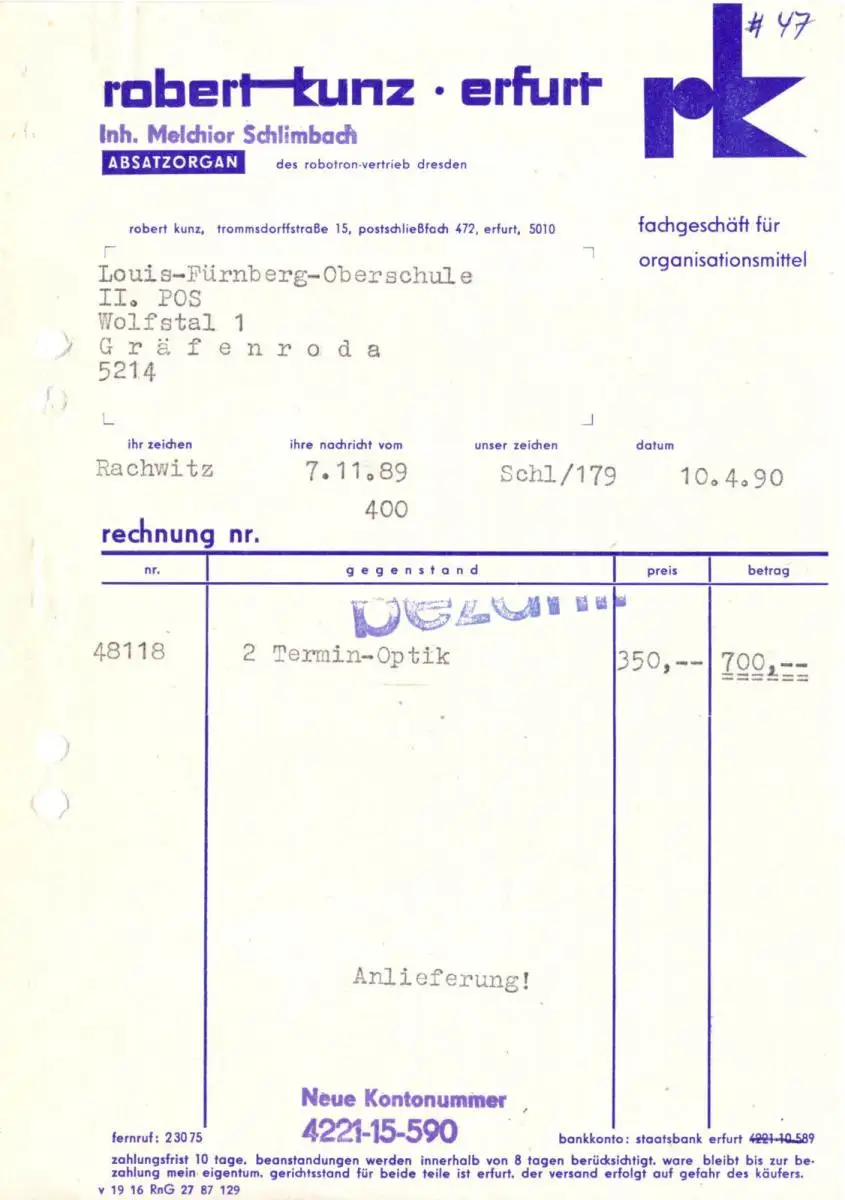 # 47
robert kunz · erfurt
rk
Inh. Melchior Schlimbach
ABSATZORGAN des robotron-vertrieb dresden
robert kunz, trommsdorffstraße 15, postschließfach 472, erfurt, 5010
fachgeschäft für
organisationsmittel
Louis-Fürnberg-Oberschule
II. POS
Wolfstal 1
G r ä f e n r o d a
5214
ihr zeichen ihre nachricht vom unser zeichen datum
Rachwitz 7.11.89 Schl/179 10.4.90
400
rechnung nr.
nr. gegenstand preis betrag
bezahlt
48118 2 Termin-Optik 350,-- 700,--
Anlieferung!
Neue Kontonummer
4221-15-590
fernruf: 23075 bankkonto: staatsbank erfurt 4221-10-589
zahlungsfrist 10 tage. beanstandungen werden innerhalb von 8 tagen berücksichtigt. ware bleibt bis zur be-
zahlung mein eigentum. gerichtsstand für beide teile ist erfurt. der versand erfolgt auf gefahr des käufers.
v 19 16 RnG 27 87 129